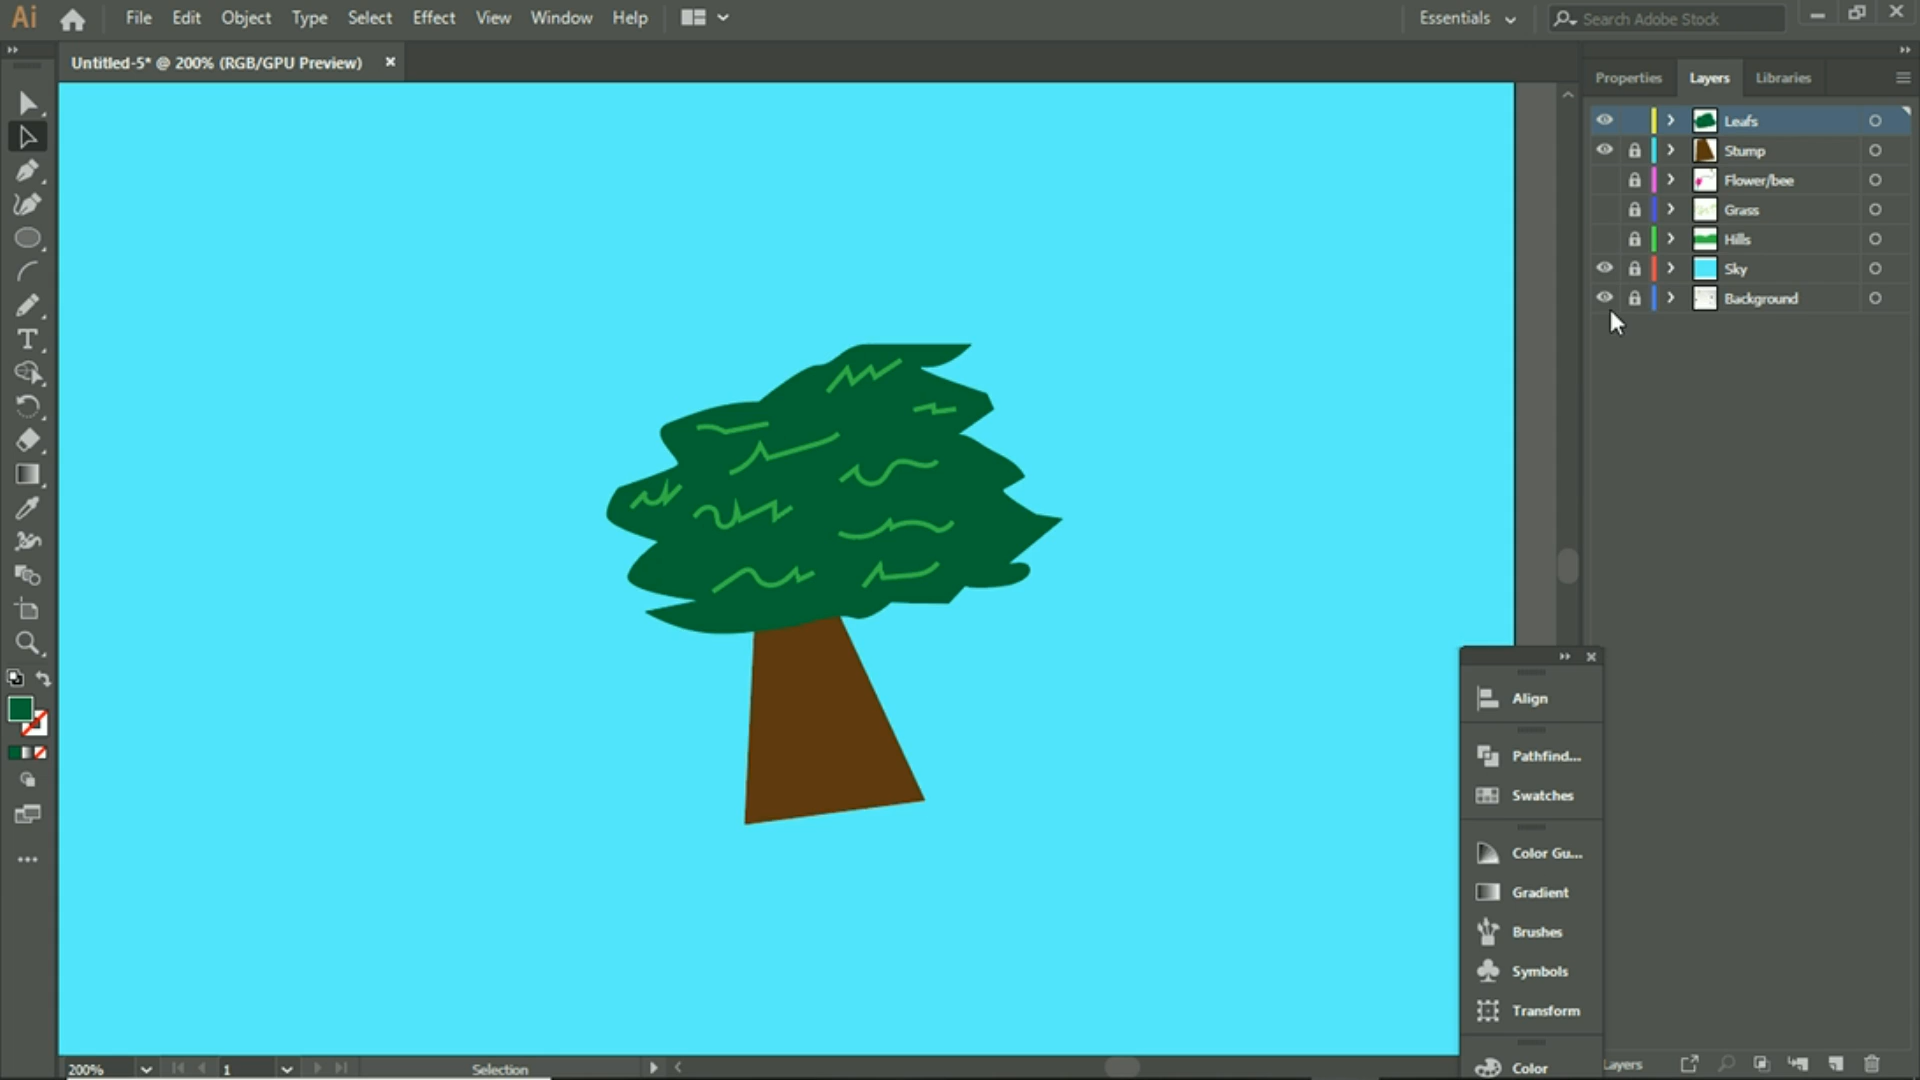 Ai File Edit Object Type Select Effect View Window Help Essentials Search Adobe Stock
Untitled-5* @ 200% (RGB/GPU Preview)
Properties Layers Libraries
Leafs
Stump
Flower/bee
Grass
Hills
Sky
Background
Align
Pathfind...
Swatches
Color Gu...
Gradient
Brushes
Symbols
Transform
Color
200% 1 Selection
Layers